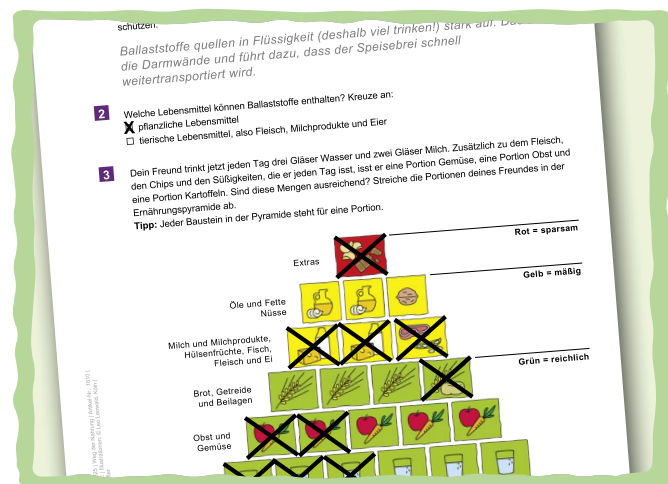 schützen.
Ballaststoffe quellen in Flüssigkeit (deshalb viel trinken!) stark auf.
die Darmwände und führt dazu, dass der Speisebrei schnell
weitertransportiert wird.
2 Welche Lebensmittel können Ballaststoffe enthalten? Kreuze an:
X pflanzliche Lebensmittel
☐ tierische Lebensmittel, also Fleisch, Milchprodukte und Eier
3 Dein Freund trinkt jetzt jeden Tag drei Gläser Wasser und zwei Gläser Milch. Zusätzlich zu dem Fleisch,
den Chips und den Süßigkeiten, die er jeden Tag isst, isst er eine Portion Gemüse, eine Portion Obst und
eine Portion Kartoffeln. Sind diese Mengen ausreichend? Streiche die Portionen deines Freundes in der
Ernährungspyramide ab.
Tipp: Jeder Baustein in der Pyramide steht für eine Portion.
Rot = sparsam
Extras
Gelb = mäßig
Öle und Fette
Nüsse
Milch und Milchprodukte,
Hülsenfrüchte, Fisch,
Fleisch und Ei
Grün = reichlich
Brot, Getreide
und Beilagen
Obst und
Gemüse